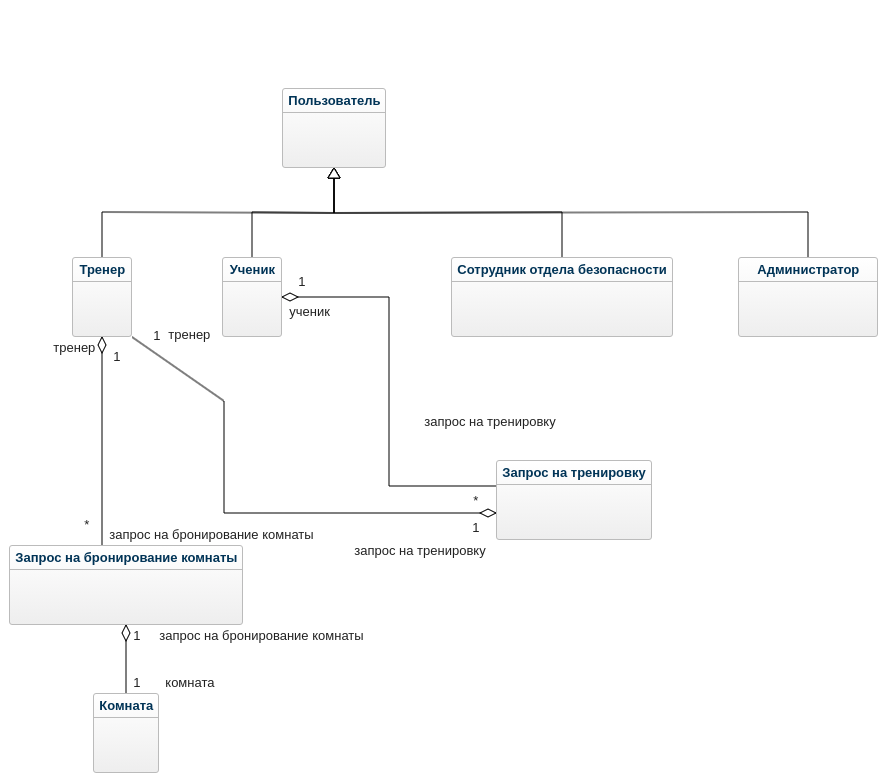 Пользователь
Тренер
Ученик
Сотрудник отдела безопасности
Администратор
1
ученик
1 тренер
тренер
1
запрос на тренировку
Запрос на тренировку
*
1
запрос на тренировку
*
запрос на бронирование комнаты
Запрос на бронирование комнаты
1 запрос на бронирование комнаты
1 комната
Комната